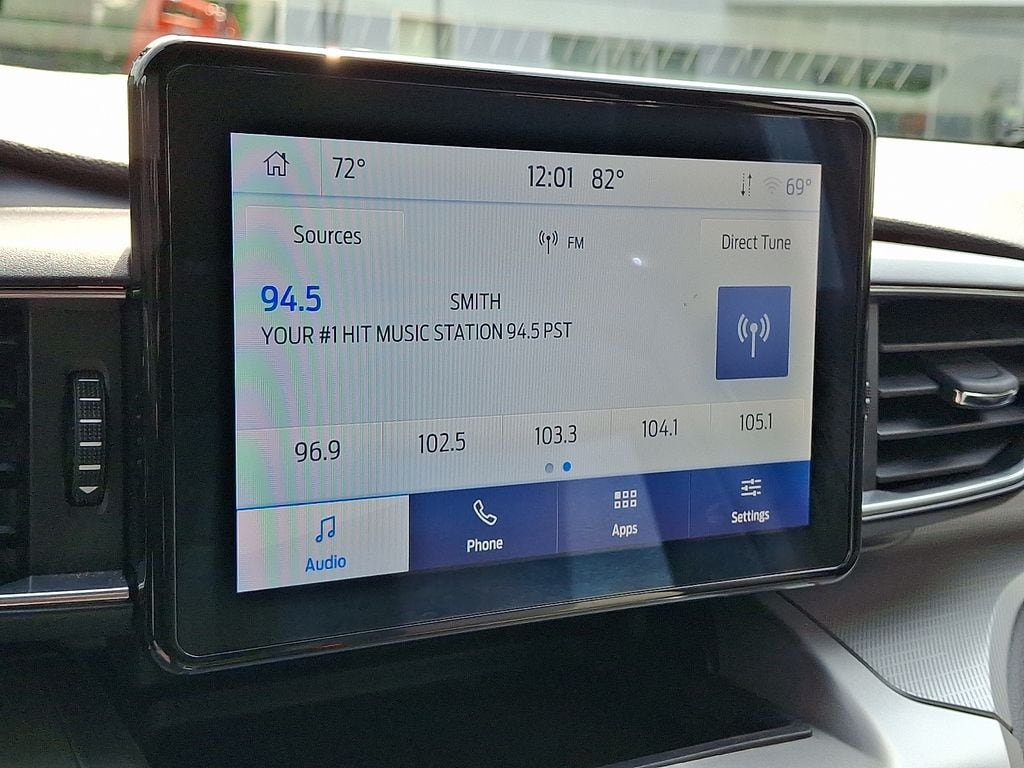 72° 12:01 82° 69°
Sources FM Direct Tune
94.5 SMITH
YOUR #1 HIT MUSIC STATION 94.5 PST
96.9 102.5 103.3 104.1 105.1
Audio Phone Apps Settings